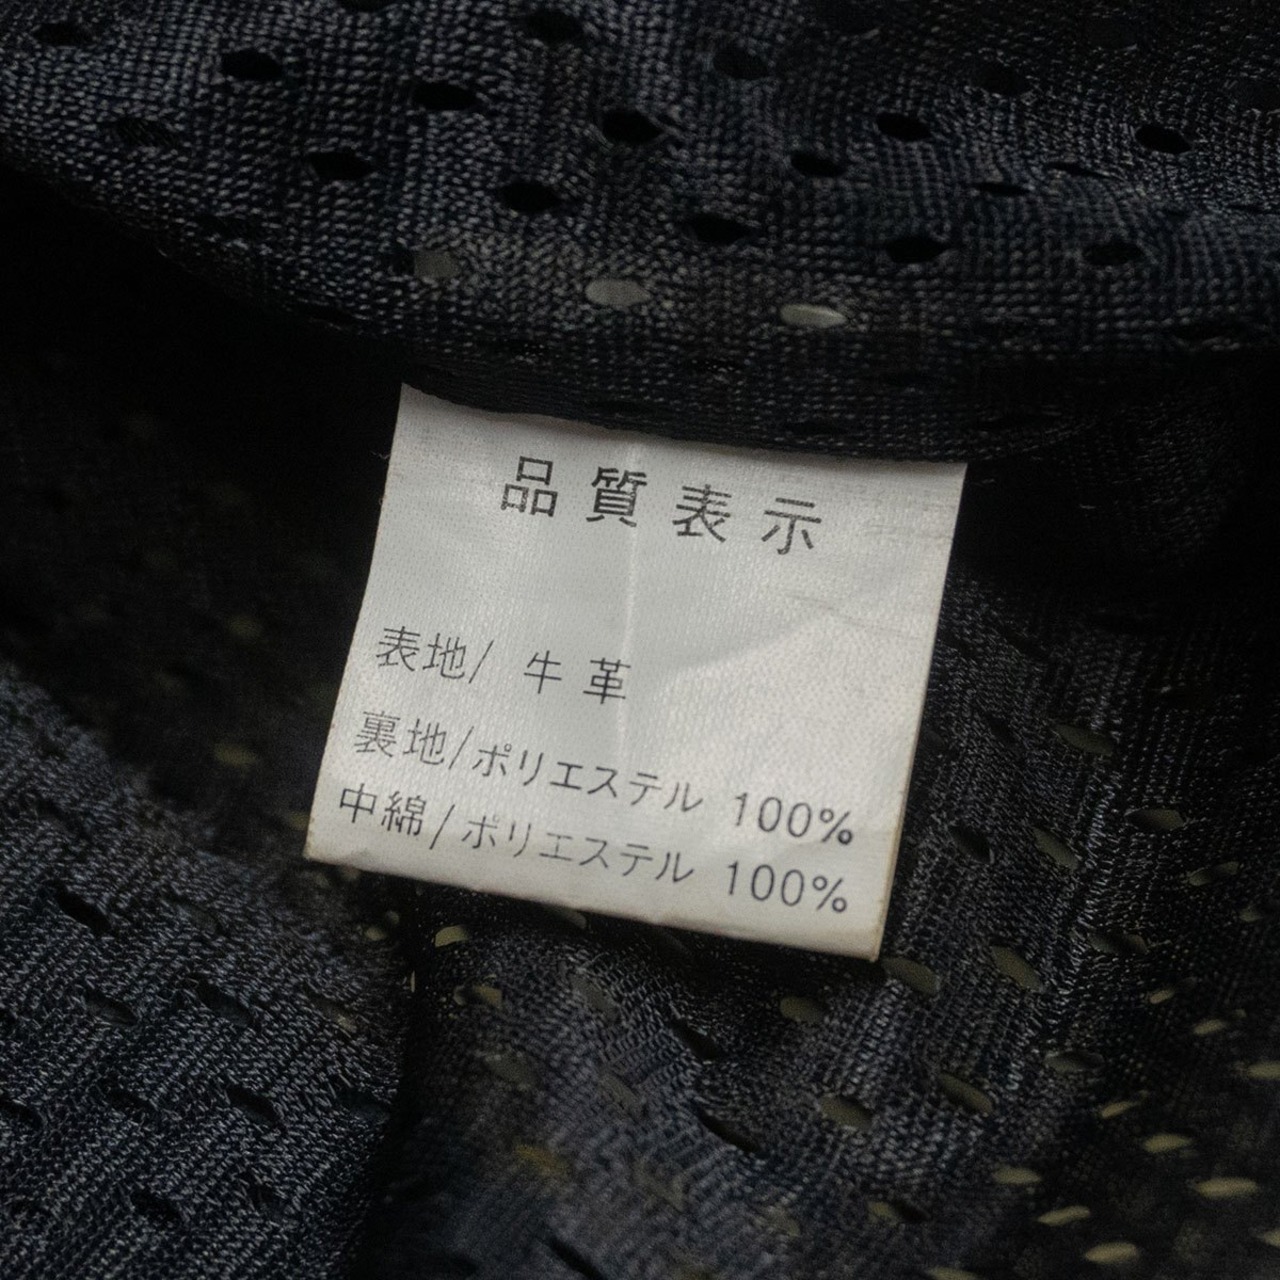 品質表示
表地/ 牛革
裏地/ポリエステル 100%
中綿/ポリエステル 100%